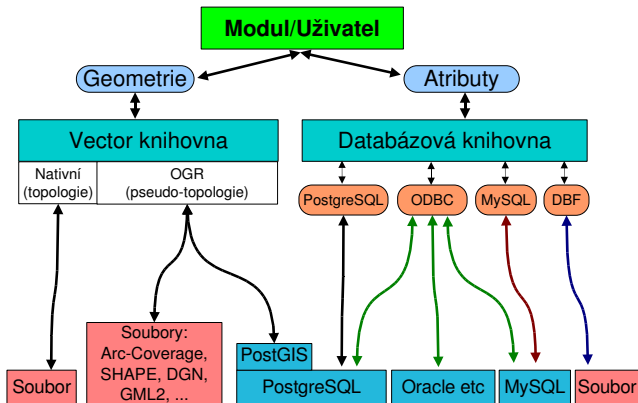 Modul/Uživatel
Geometrie
Atributy
Vector knihovna
Databázová knihovna
Nativní
(topologie)
OGR
(pseudo-topologie)
PostgreSQL
ODBC
MySQL
DBF
Soubor
Soubory:
Arc-Coverage,
SHAPE, DGN,
GML2, ...
PostGIS
PostgreSQL
Oracle etc
MySQL
Soubor